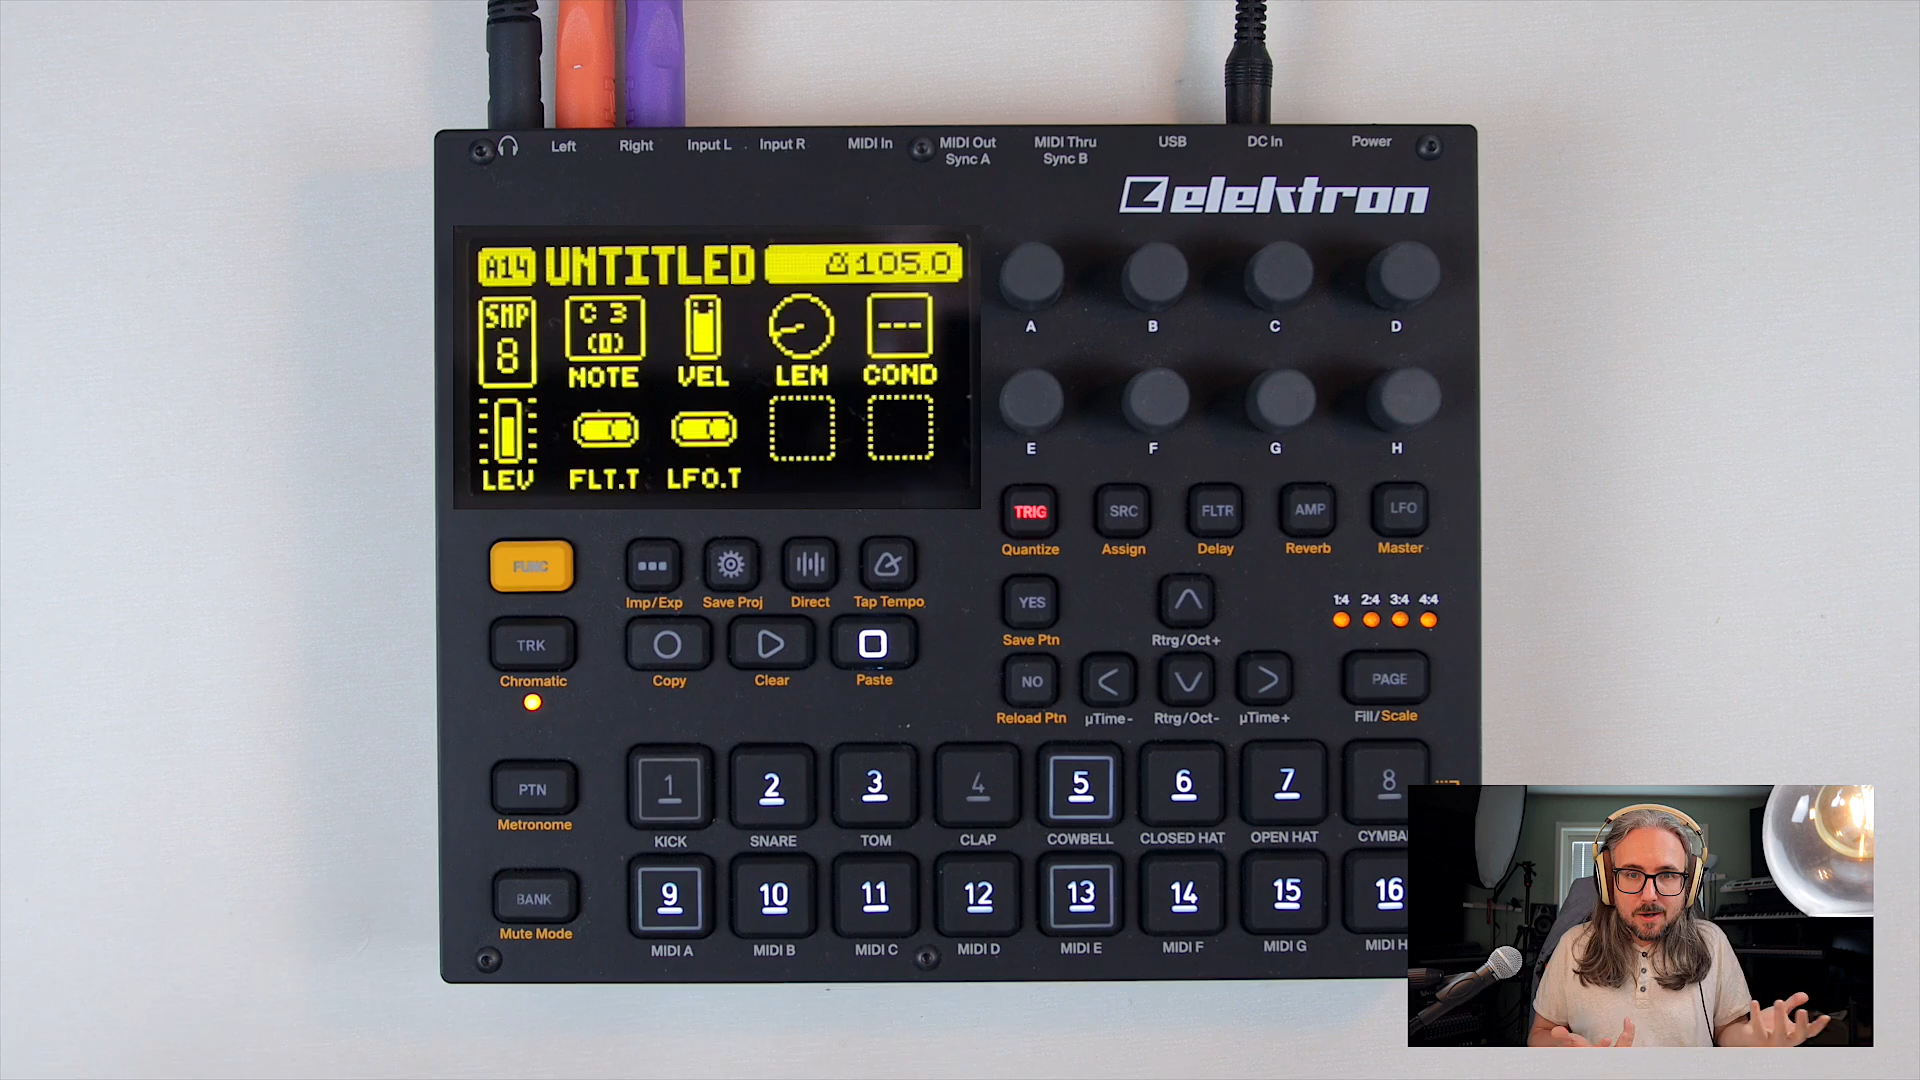 Left Right Input L Input R MIDI In MIDI Out MIDI Thru USB DC In Power
Sync A Sync B
elektron
A14 UNTITLED 105.0
SMP C 3
8 (0)
NOTE VEL LEN COND
LEV FLT.T LFO.T
A B C D
E F G H
TRIG SRC FLTR AMP LFO
Quantize Assign Delay Reverb Master
FUNC
Imp/Exp Save Proj Direct Tap Tempo
YES
Save Ptn Rtrg/Oct+
1:4 2:4 3:4 4:4
TRK
Chromatic Copy Clear Paste
NO PAGE
Reload Ptn µTime- Rtrg/Oct- µTime+ Fill/Scale
PTN 1 2 3 4 5 6 7 8
Metronome KICK SNARE TOM CLAP COWBELL CLOSED HAT OPEN HAT
BANK 9 10 11 12 13 14 15 16
Mute Mode MIDI A MIDI B MIDI C MIDI D MIDI E MIDI F MIDI G MIDI H